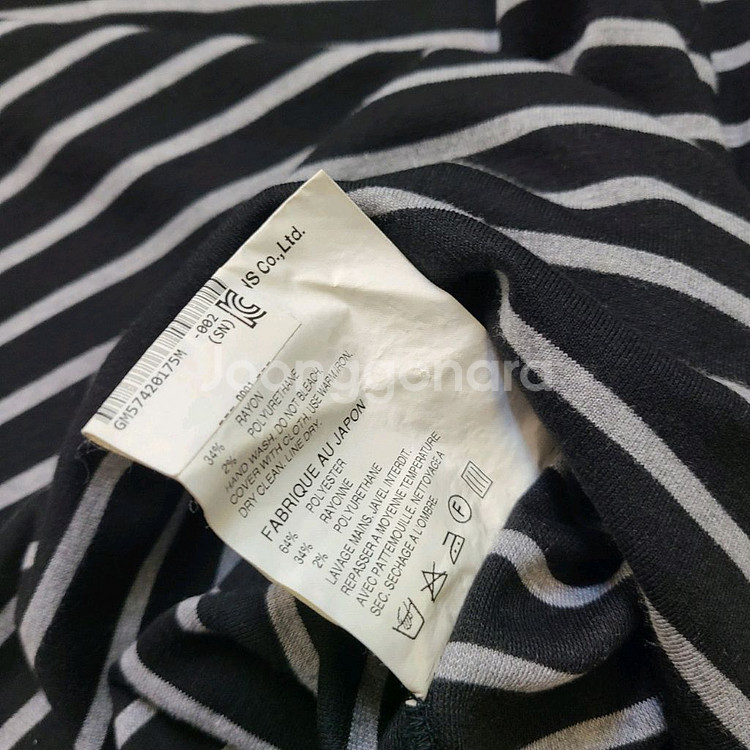 IS Co.,Ltd.
-002
(SN)
GM57420175M
34% RAYON
2% POLYURETHANE
HAND WASH. DO NOT BLEACH.
COVER WITH CLOTH, USE WARM IRON.
DRY CLEAN. LINE DRY.
FABRIQUE AU JAPON
64% POLYESTER
34% RAYONNE
2% POLYURETHANE
LAVAGE MAINS. JAVEL INTERDIT.
REPASSER A MOYENNE TEMPERATURE
AVEC PATTEMOUILLE. NETTOYAGE A
SEC. SECHAGE A L'OMBRE.
F
Joonggonara